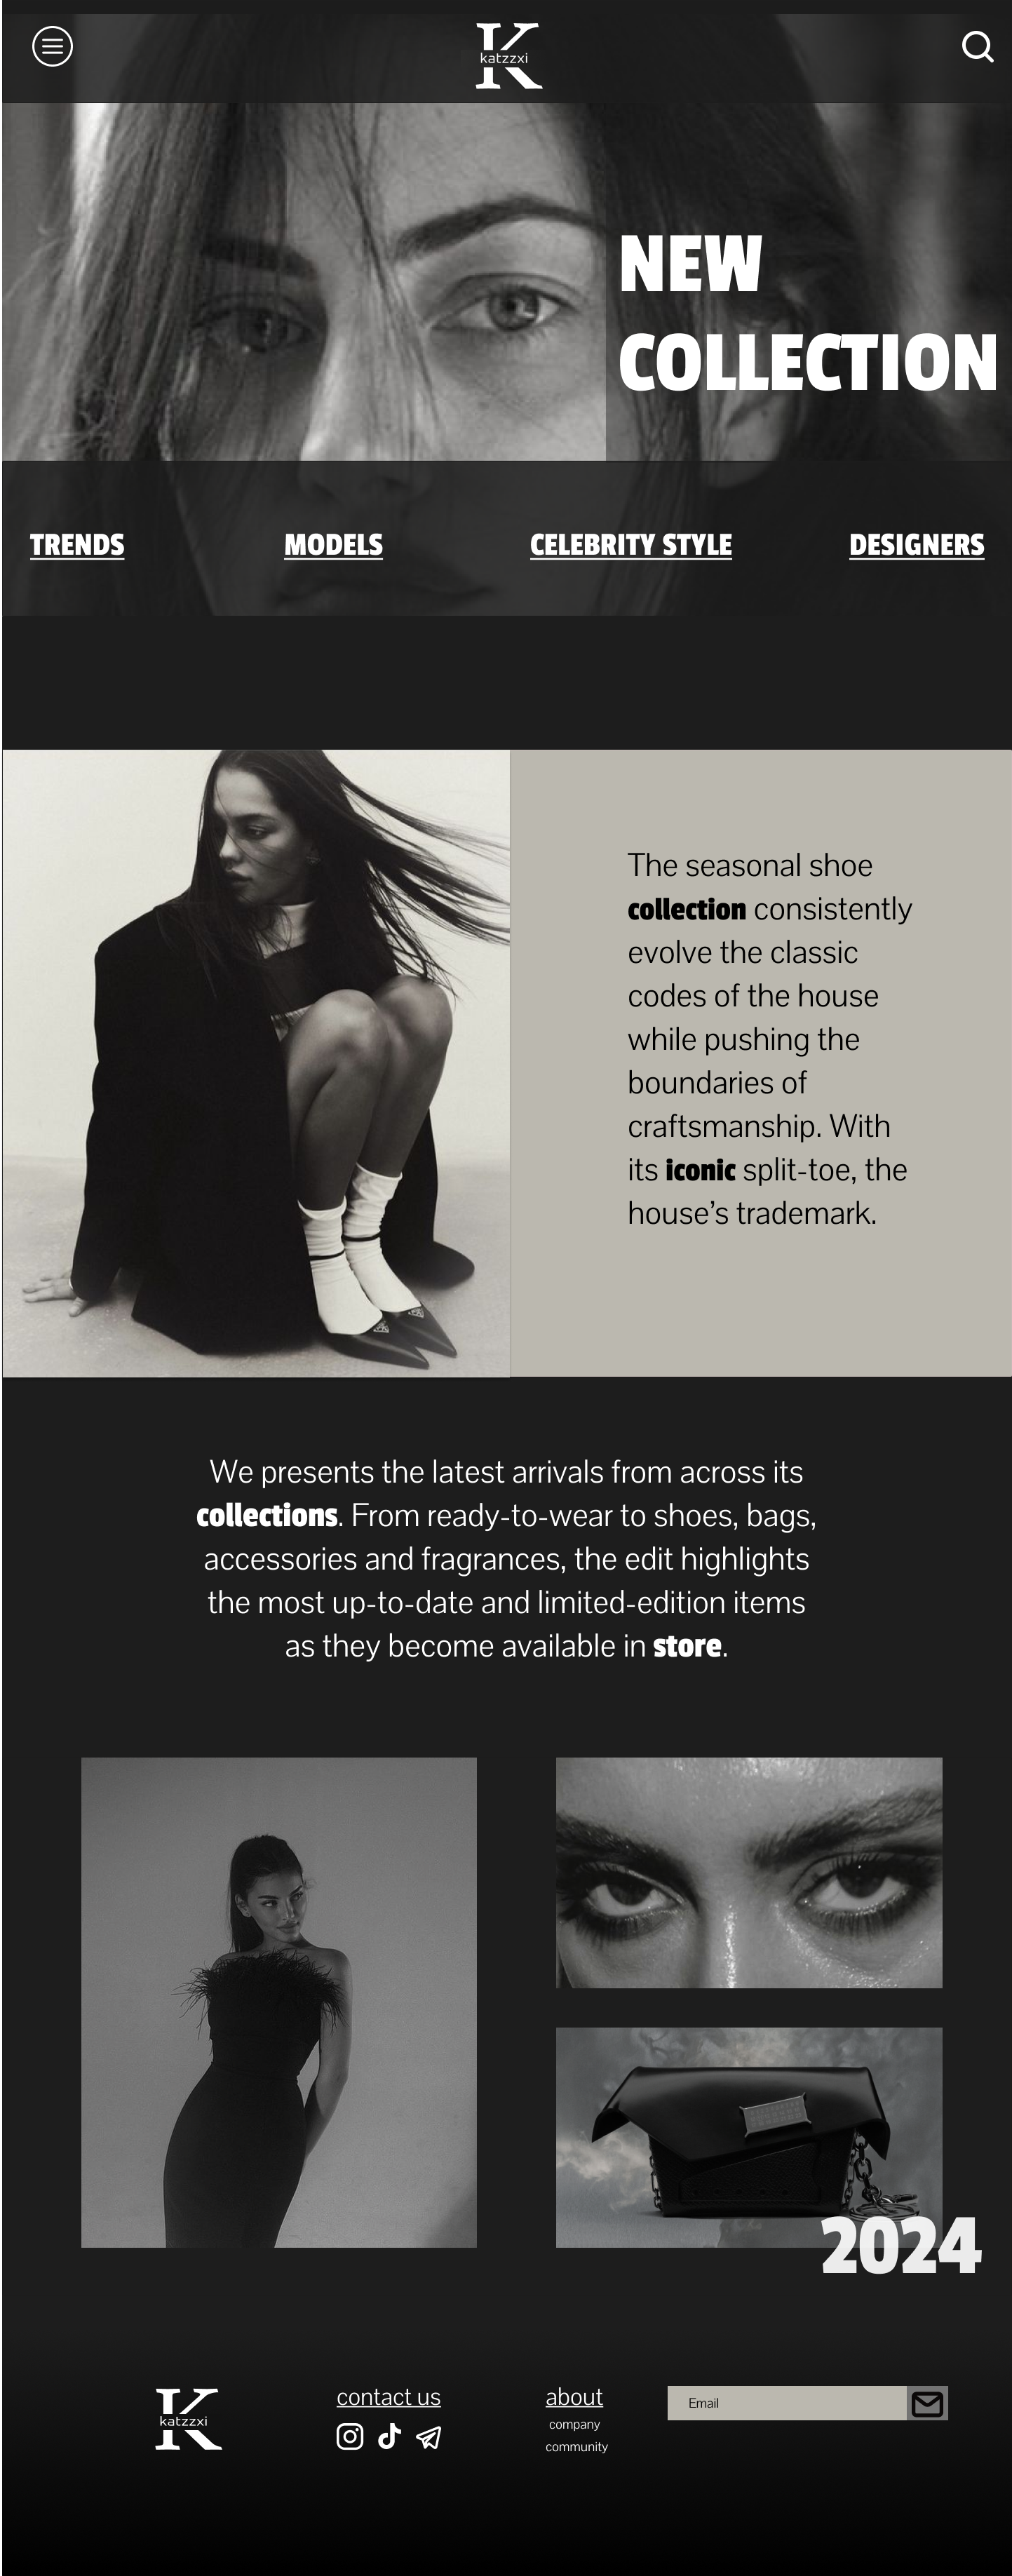 katzzxi
NEW
COLLECTION
TRENDS
MODELS
CELEBRITY STYLE
DESIGNERS
The seasonal shoe
collection consistently
evolve the classic
codes of the house
while pushing the
boundaries of
craftsmanship. With
its iconic split-toe, the
house’s trademark.
We presents the latest arrivals from across its
collections. From ready-to-wear to shoes, bags,
accessories and fragrances, the edit highlights
the most up-to-date and limited-edition items
as they become available in store.
2024
K
katzzxi
contact us
about
company
community
Email